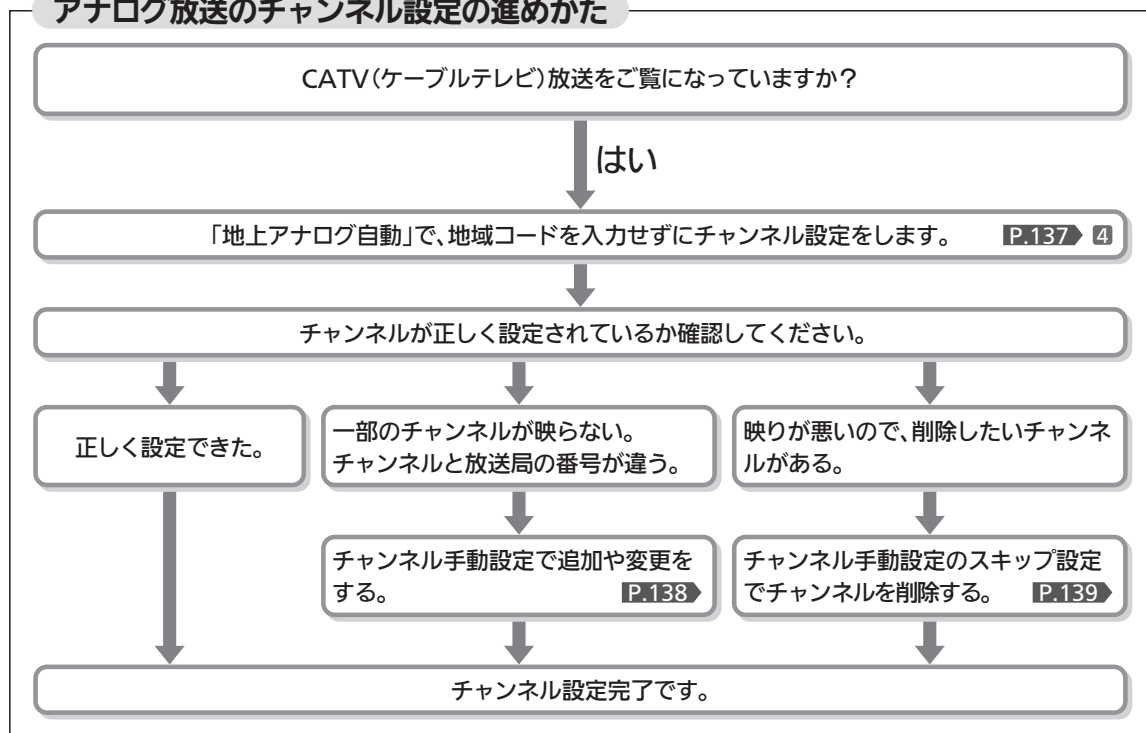 アナログ放送のチャンネル設定の進めかた
CATV(ケーブルテレビ)放送をご覧になっていますか?
はい
「地上アナログ自動」で、地域コードを入力せずにチャンネル設定をします。 P.137 4
チャンネルが正しく設定されているか確認してください。
正しく設定できた。
一部のチャンネルが映らない。
チャンネルと放送局の番号が違う。
映りが悪いので、削除したいチャンネ
ルがある。
チャンネル手動設定で追加や変更を
する。 P.138
チャンネル手動設定のスキップ設定
でチャンネルを削除する。 P.139
チャンネル設定完了です。